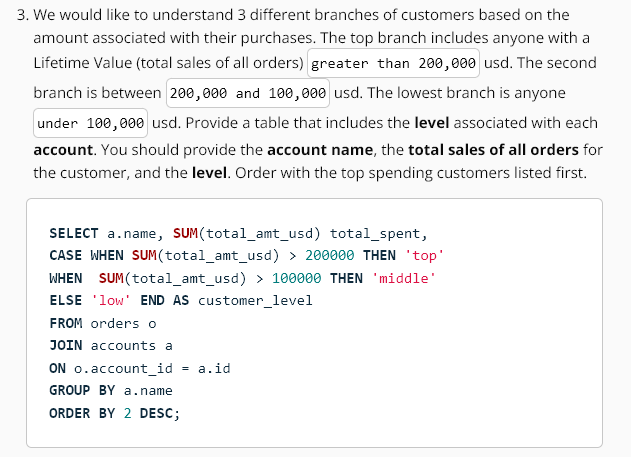 3. We would like to understand 3 different branches of customers based on the
amount associated with their purchases. The top branch includes anyone with a
Lifetime Value (total sales of all orders) greater than 200,000 usd. The second
branch is between 200,000 and 100,000 usd. The lowest branch is anyone
under 100,000 usd. Provide a table that includes the level associated with each
account. You should provide the account name, the total sales of all orders for
the customer, and the level. Order with the top spending customers listed first.
SELECT a.name, SUM(total_amt_usd) total_spent,
CASE WHEN SUM(total_amt_usd) > 200000 THEN 'top'
WHEN  SUM(total_amt_usd) > 100000 THEN 'middle'
ELSE 'low' END AS customer_level
FROM orders o
JOIN accounts a
ON o.account_id = a.id
GROUP BY a.name
ORDER BY 2 DESC;